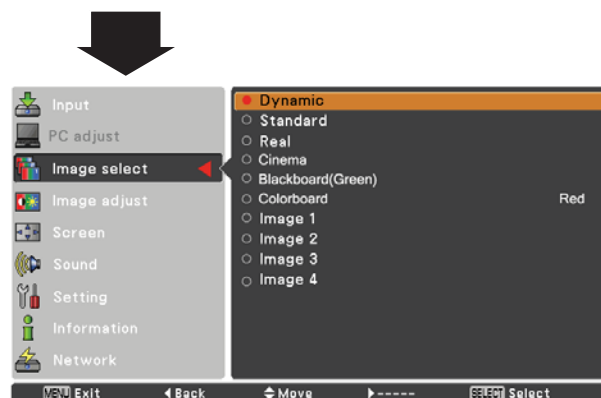 Input
PC adjust
Image select
Image adjust
Screen
Sound
Setting
Information
Network
Dynamic
Standard
Real
Cinema
Blackboard(Green)
Colorboard Red
Image 1
Image 2
Image 3
Image 4
MENU Exit Back Move ----- SELECT Select